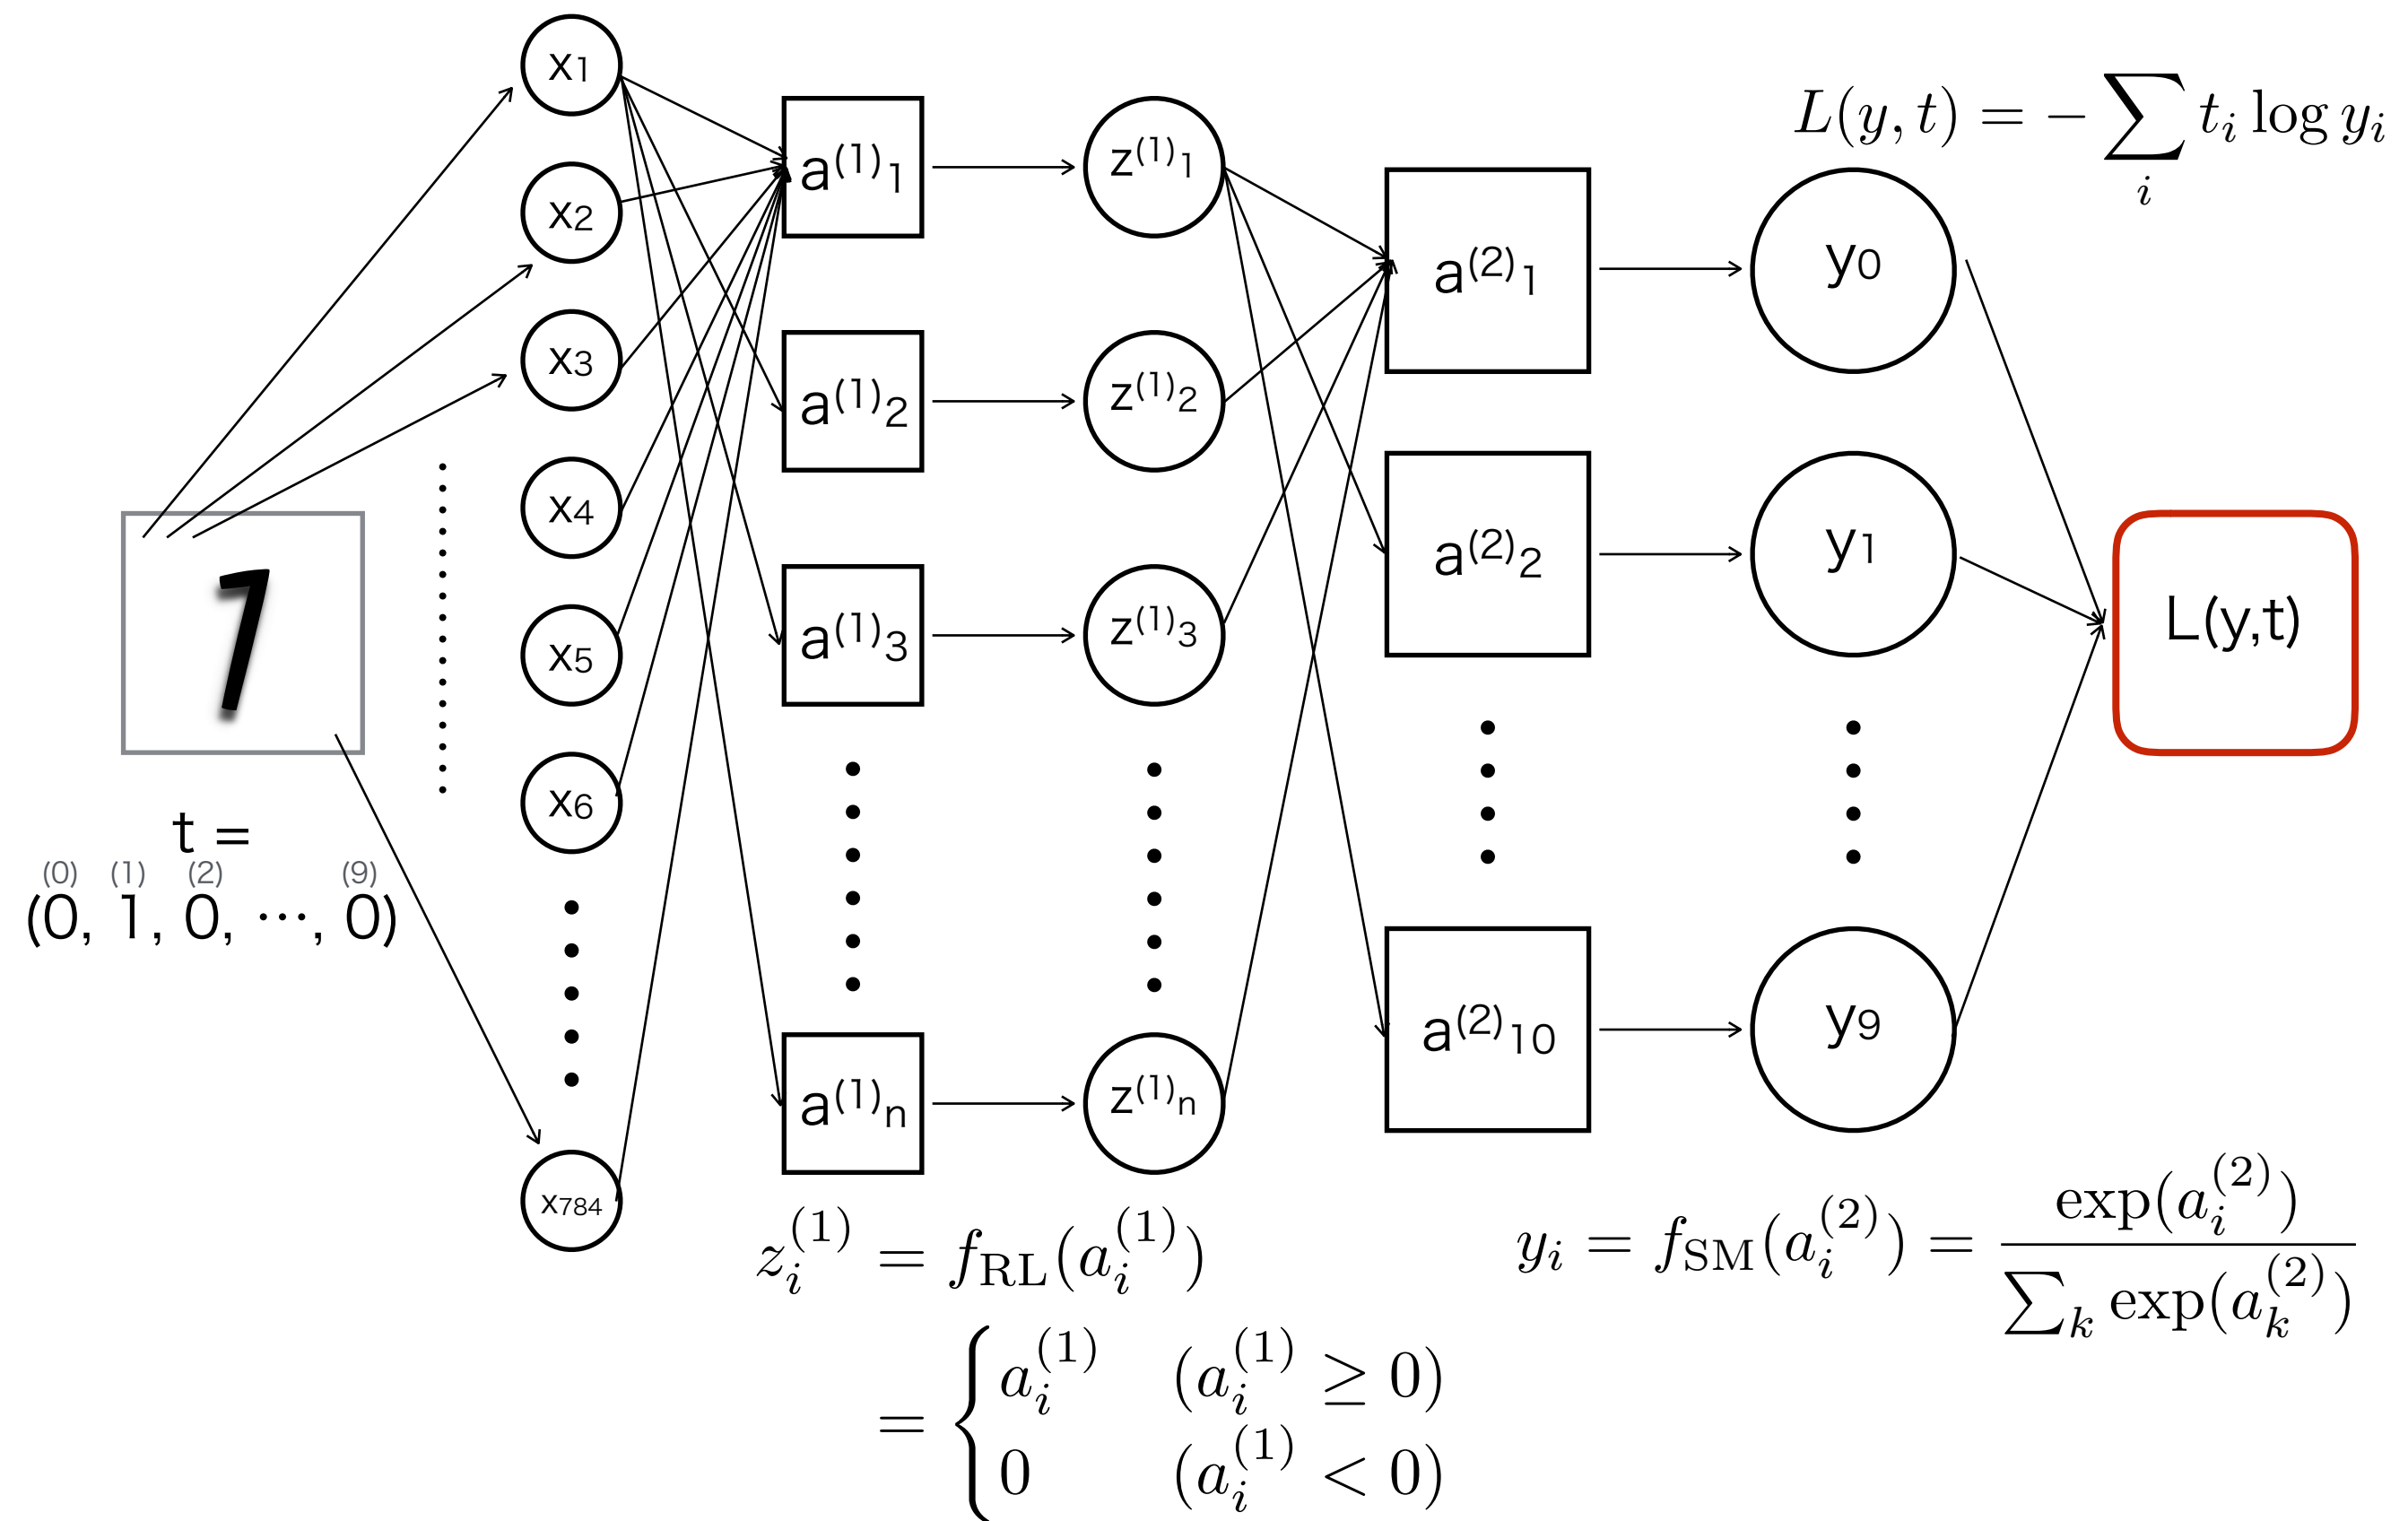 x1
x2
x3
x4
x5
x6
x784
1
t =
(0) (1) (2) (9)
(0, 1, 0, …, 0)
a(1)1
a(1)2
a(1)3
a(1)n
z(1)1
z(1)2
z(1)3
z(1)n
a(2)1
a(2)2
a(2)10
y0
y1
y9
L(y,t) = − ∑i ti log yi
L(y,t)
zi(1) = fRL(ai(1))
= { ai(1) (ai(1) ≥ 0)
0 (ai(1) < 0)
yi = fSM(ai(2)) = exp(ai(2)) / ∑k exp(ak(2))